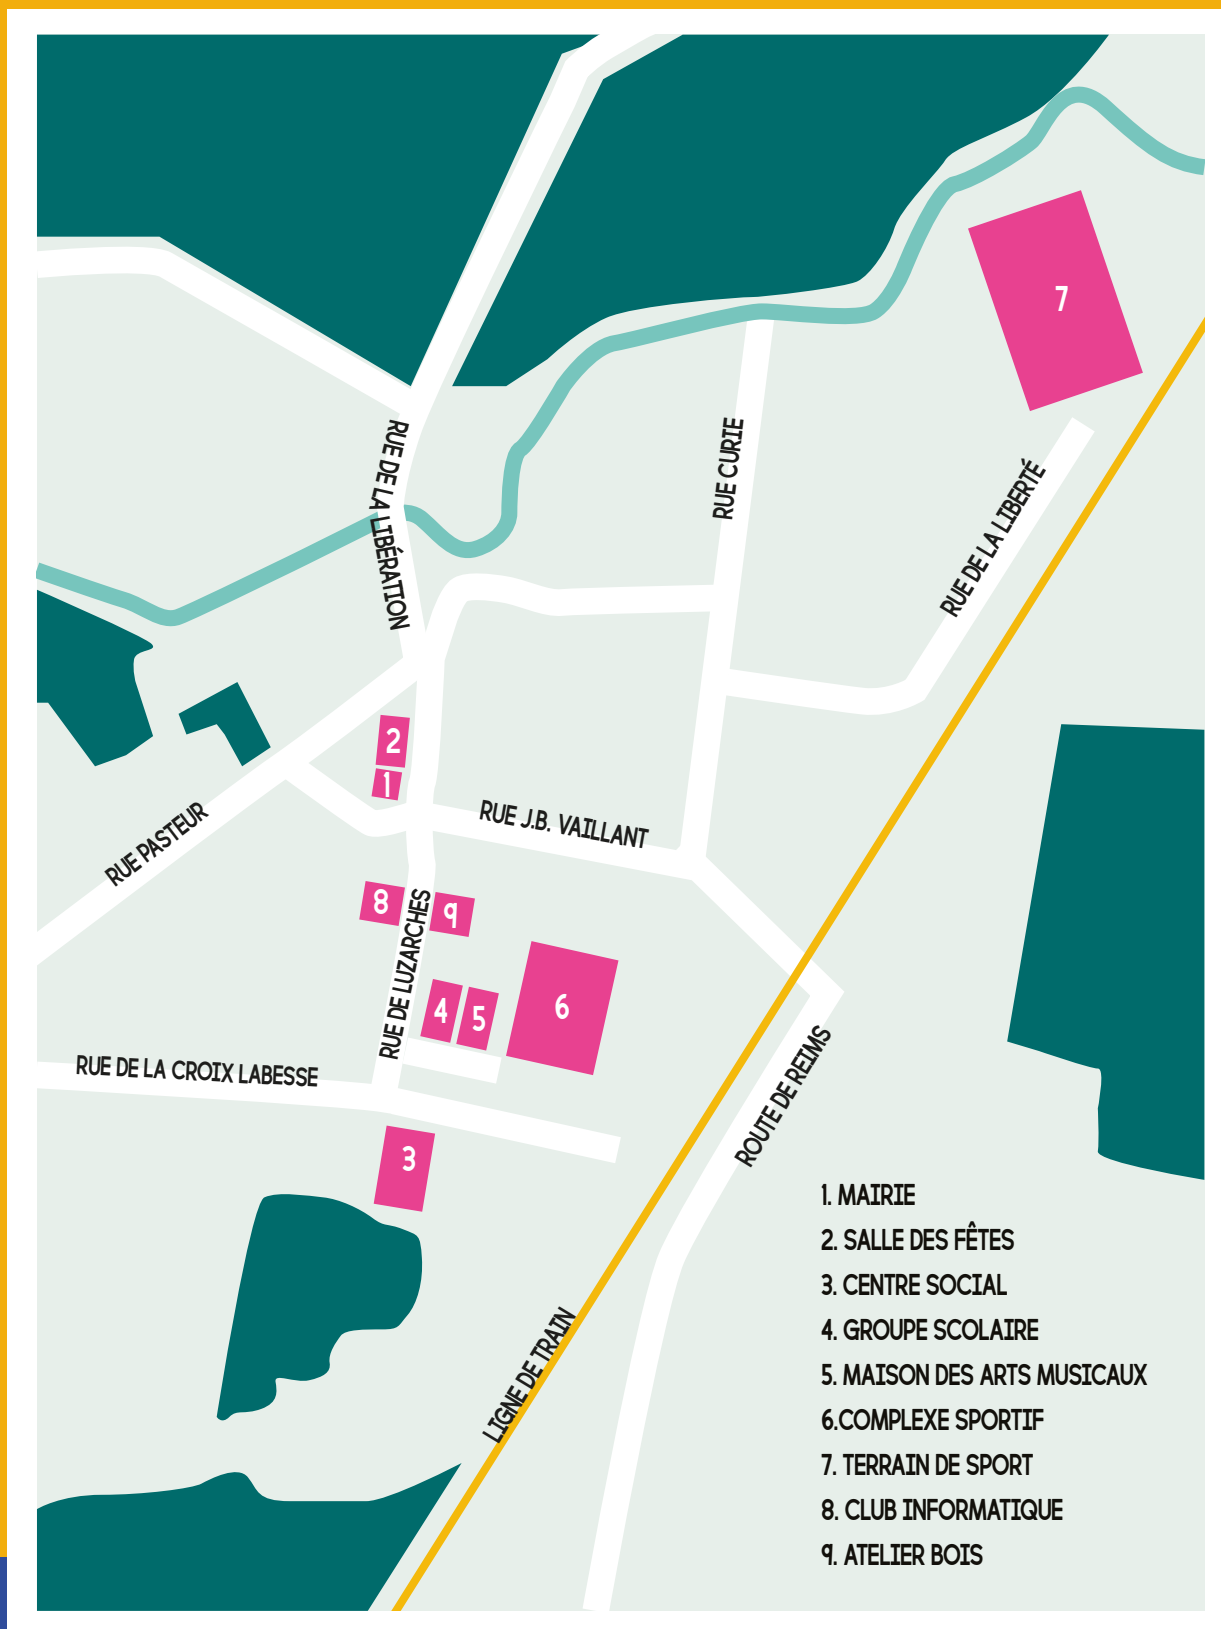 7
RUE DE LA LIBÉRATION
RUE CURIE
RUE DE LA LIBERTÉ
2
1
RUE PASTEUR
RUE J.B. VAILLANT
8
9
RUE DE LUZARCHES
4
5
6
RUE DE LA CROIX LABESSE
ROUTE DE REIMS
3
LIGNE DE TRAIN
1. MAIRIE
2. SALLE DES FÊTES
3. CENTRE SOCIAL
4. GROUPE SCOLAIRE
5. MAISON DES ARTS MUSICAUX
6.COMPLEXE SPORTIF
7. TERRAIN DE SPORT
8. CLUB INFORMATIQUE
9. ATELIER BOIS